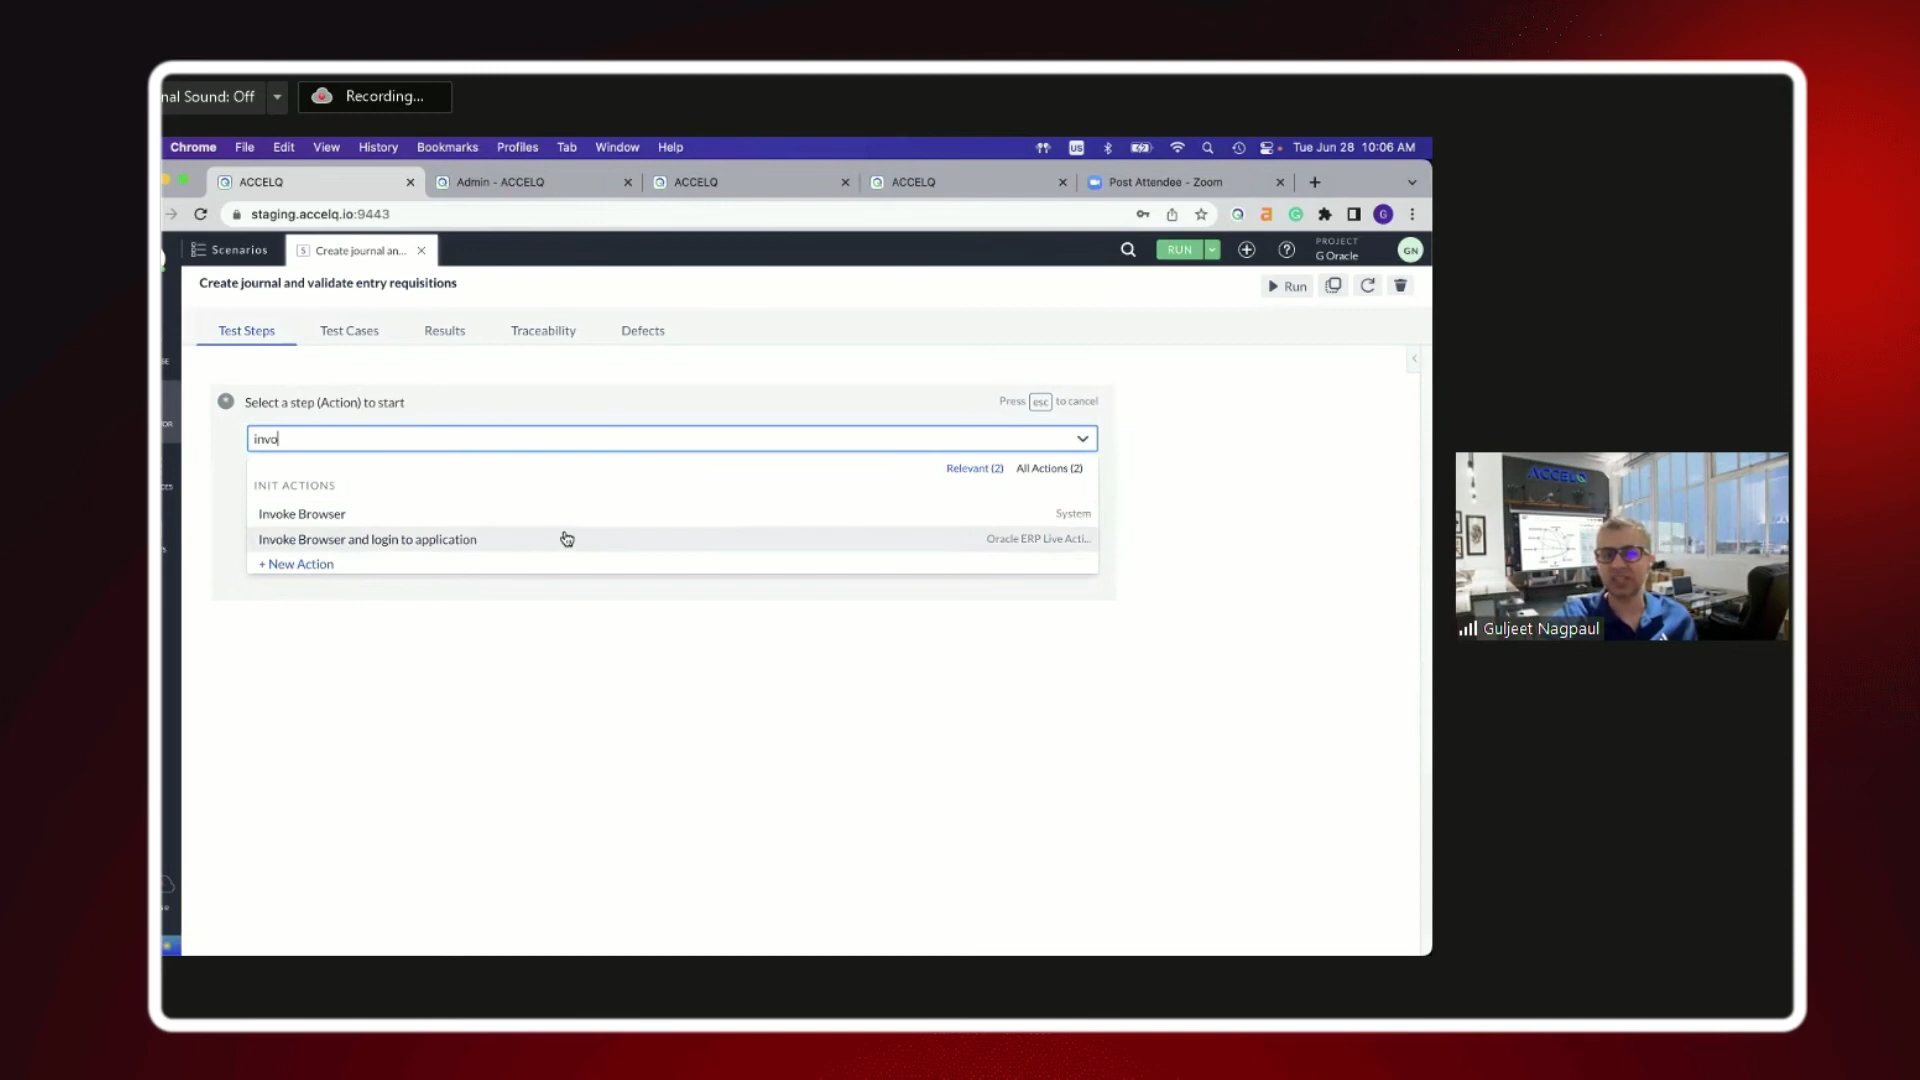 nal Sound: Off
Recording...
Chrome File Edit View History Bookmarks Profiles Tab Window Help US Tue Jun 28 10:06 AM
ACCELQ Admin - ACCELQ ACCELQ ACCELQ Post Attendee - Zoom
staging.accelq.io:9443
Scenarios Create journal an... RUN PROJECT
G Oracle GN
Create journal and validate entry requisitions Run
Test Steps Test Cases Results Traceability Defects
Select a step (Action) to start Press esc to cancel
invo
Relevant (2) All Actions (2)
INIT ACTIONS
Invoke Browser System
Invoke Browser and login to application Oracle ERP Live Acti...
+ New Action
ACCELQ
Guljeet Nagpaul